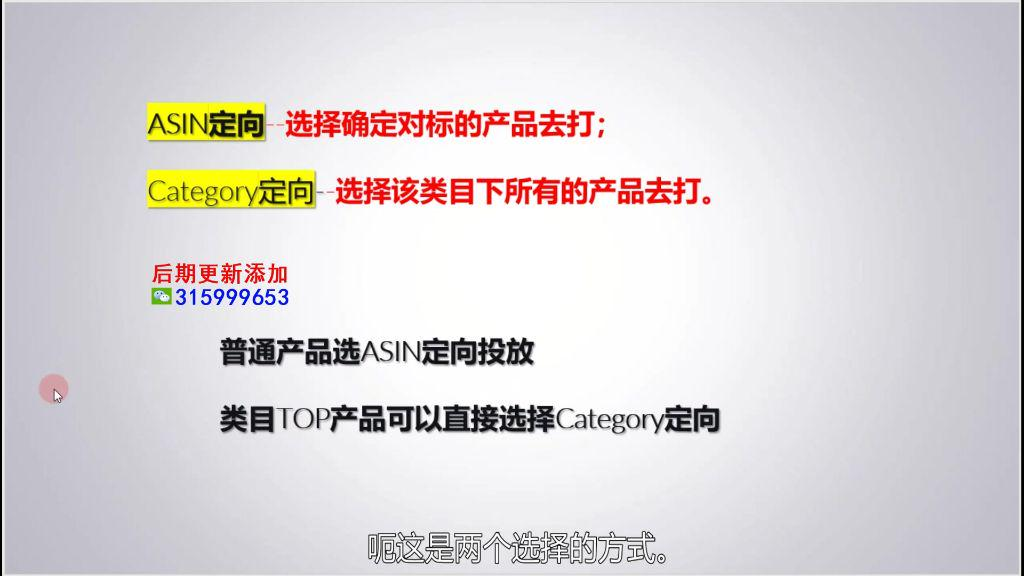 ASIN定向--选择确定对标的产品去打；
Category定向--选择该类目下所有的产品去打。
后期更新添加
315999653
普通产品选ASIN定向投放
类目TOP产品可以直接选择Category定向
呃这是两个选择的方式。